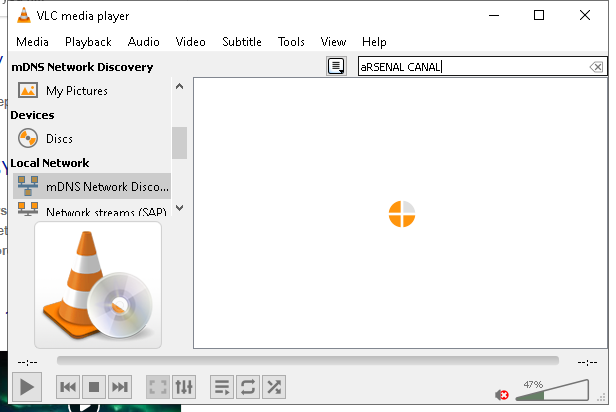 VLC media player
Media Playback Audio Video Subtitle Tools View Help
mDNS Network Discovery
aRSENAL CANAL
My Pictures
Devices
Discs
Local Network
mDNS Network Disco...
Network streams (SAP)
--:-- --:--
47%